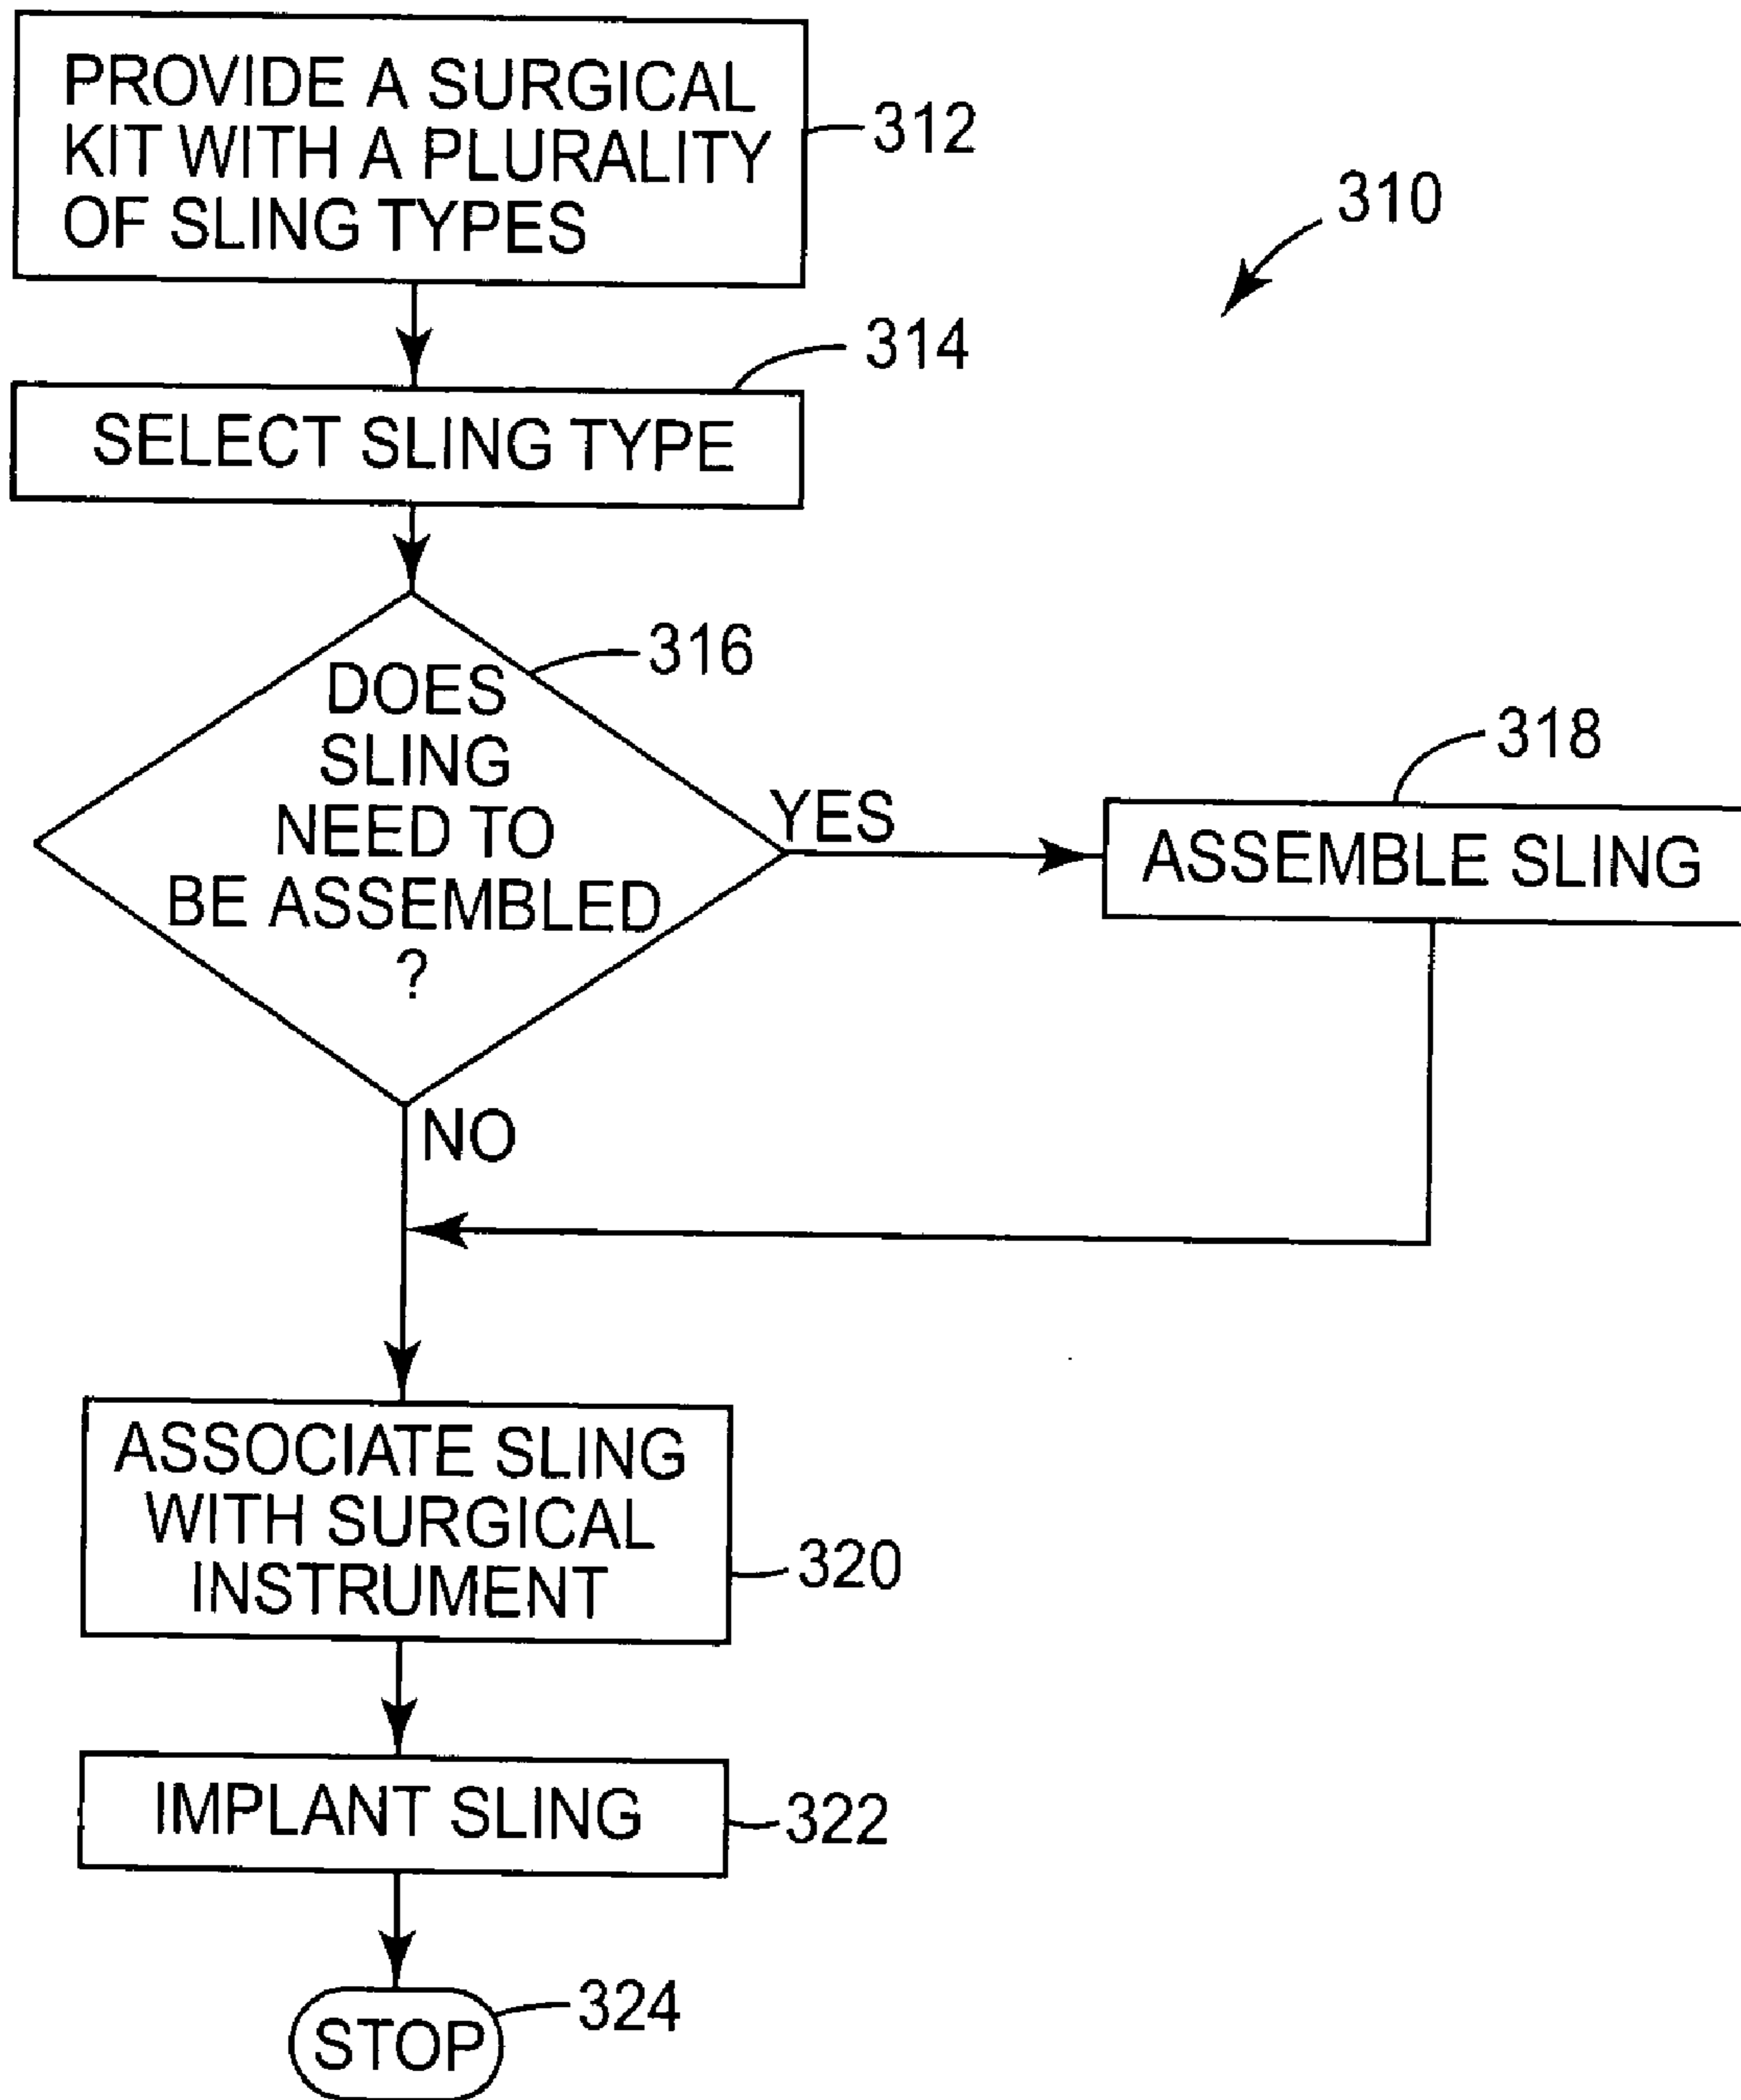 PROVIDE A SURGICAL
KIT WITH A PLURALITY
OF SLING TYPES
312
310
314
SELECT SLING TYPE
316
DOES
SLING
NEED TO
BE ASSEMBLED
?
YES
318
ASSEMBLE SLING
NO
ASSOCIATE SLING
WITH SURGICAL
INSTRUMENT
320
IMPLANT SLING
322
324
STOP